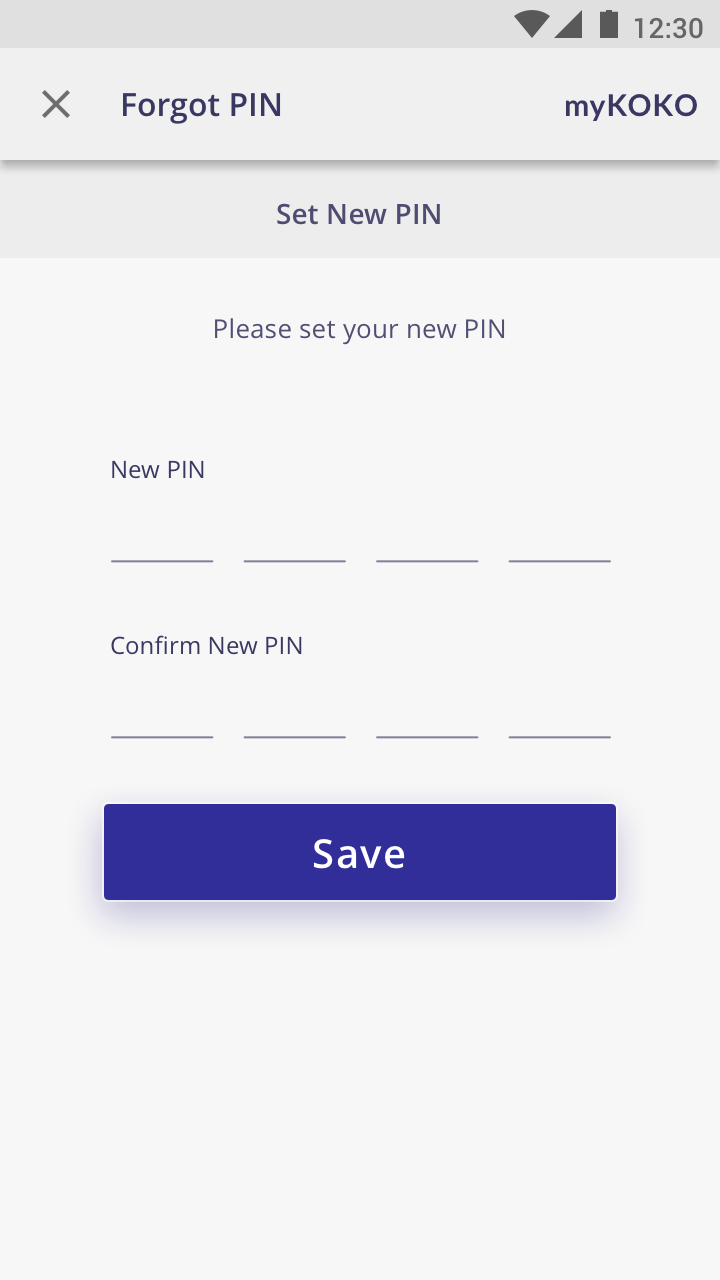 12:30
Forgot PIN myKOKO
Set New PIN
Please set your new PIN
New PIN
Confirm New PIN
Save